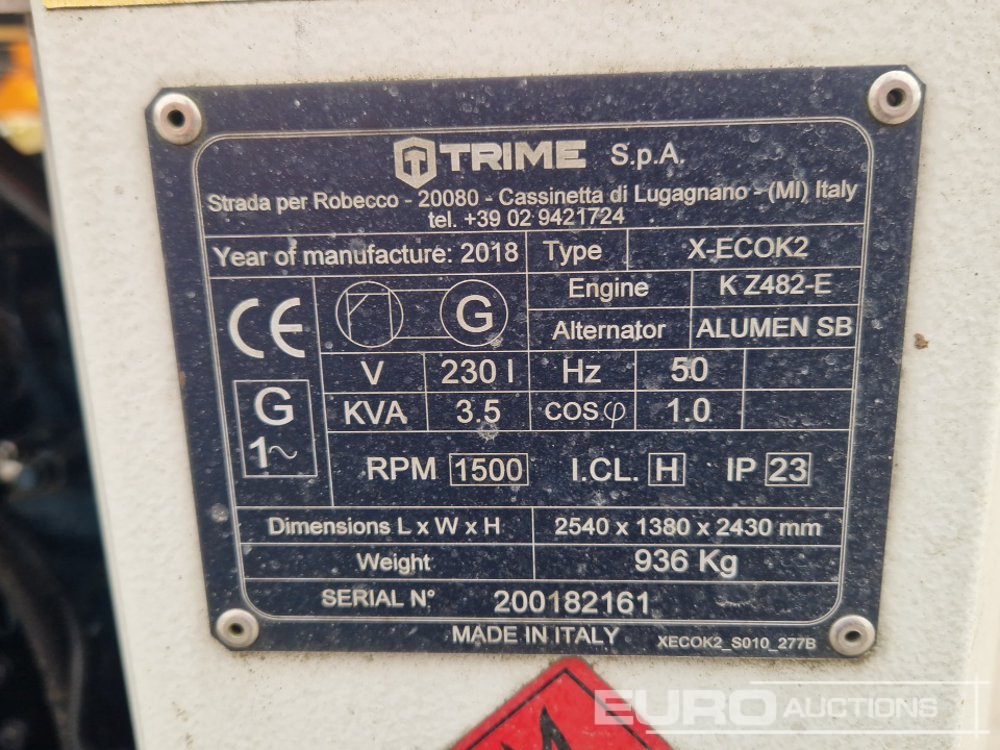 TRIME S.p.A.
Strada per Robecco - 20080 - Cassinetta di Lugagnano - (MI) Italy
tel. +39 02 9421724
Year of manufacture: 2018 Type X-ECOK2
CE G Engine K Z482-E
Alternator ALUMEN SB
V 230 I Hz 50
G 1~ KVA 3.5 COS φ 1.0
RPM 1500 I.CL. H IP 23
Dimensions L x W x H 2540 x 1380 x 2430 mm
Weight 936 Kg
SERIAL N° 200182161
MADE IN ITALY XECOK2_S010_277B
EURO AUCTIONS